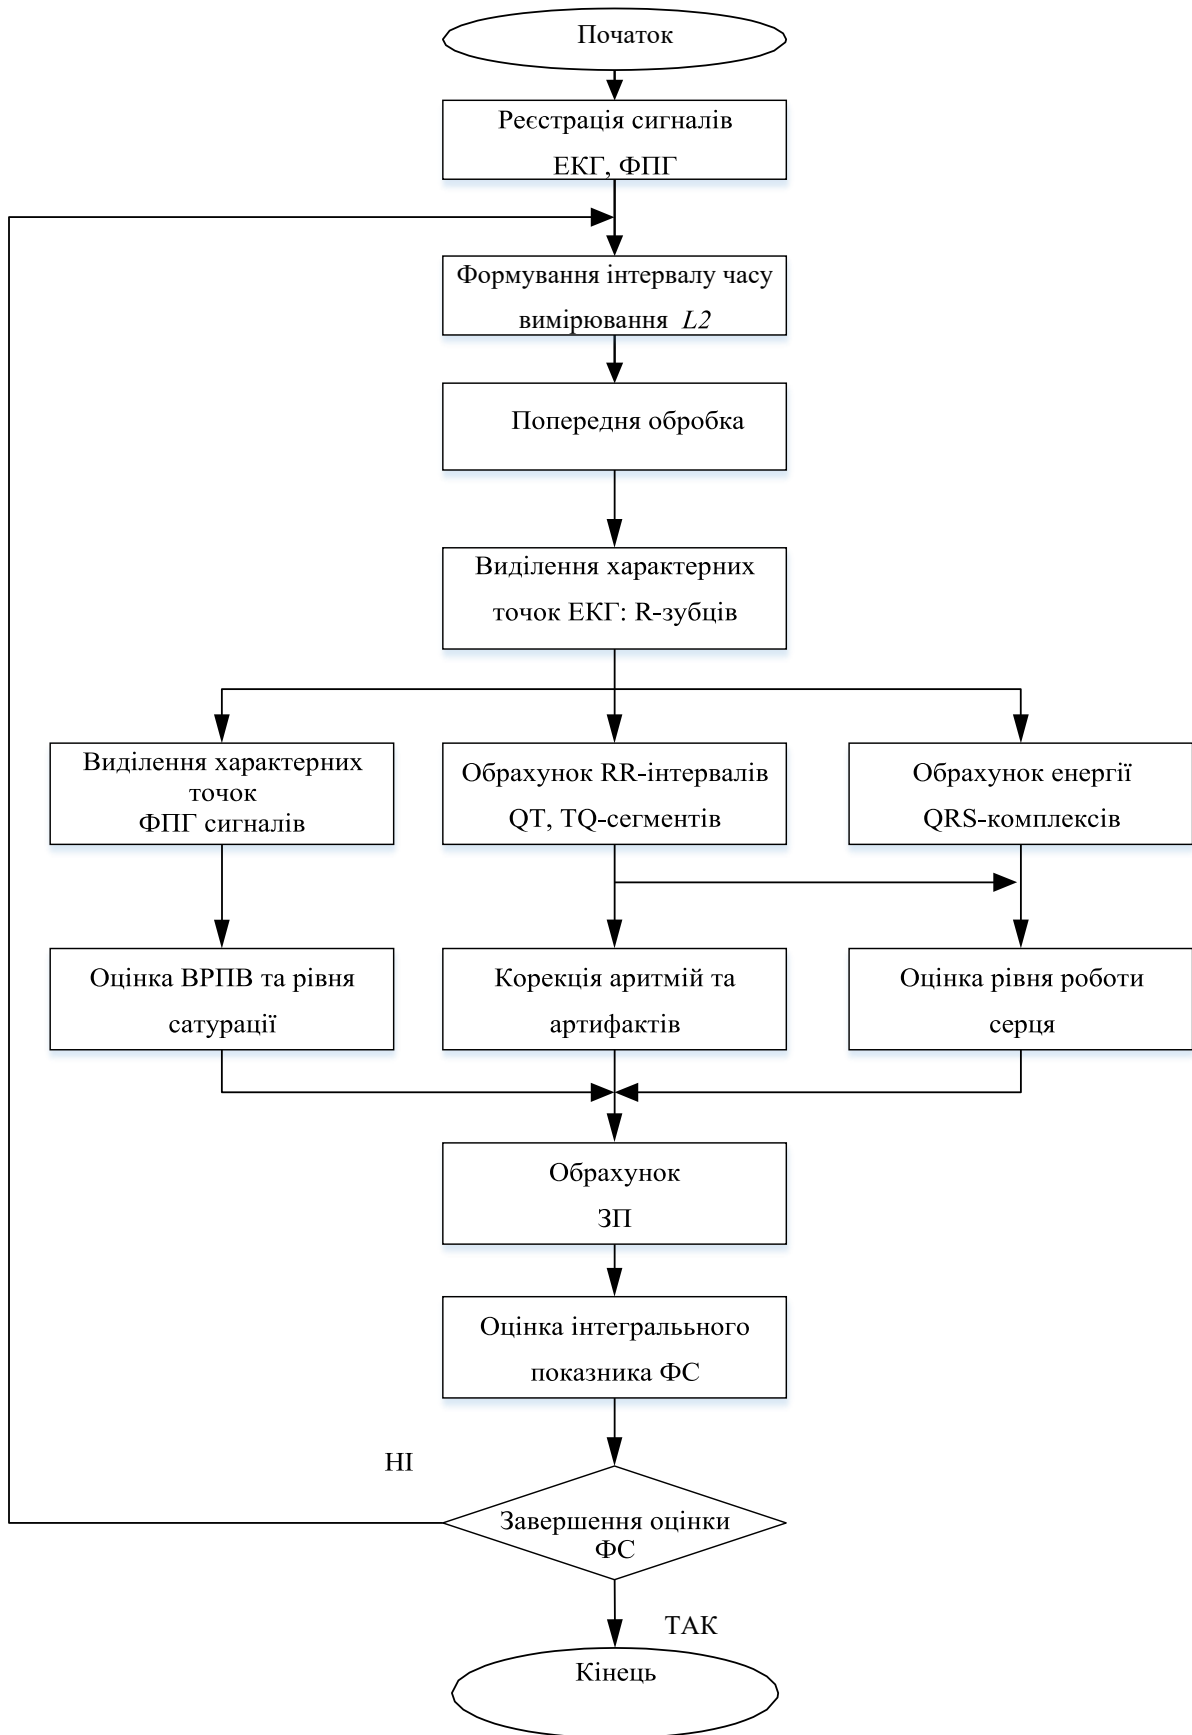 Початок
Реєстрація сигналів
ЕКГ, ФПГ
Формування інтервалу часу
вимірювання L2
Попередня обробка
Виділення характерних
точок ЕКГ: R-зубців
Виділення характерних
точок
ФПГ сигналів
Обрахунок RR-інтервалів
QT, TQ-сегментів
Обрахунок енергії
QRS-комплексів
Оцінка ВРПВ та рівня
сатурації
Корекція аритмій та
артифактів
Оцінка рівня роботи
серця
Обрахунок
ЗП
Оцінка інтегралььного
показника ФС
НІ
Завершення оцінки
ФС
ТАК
Кінець